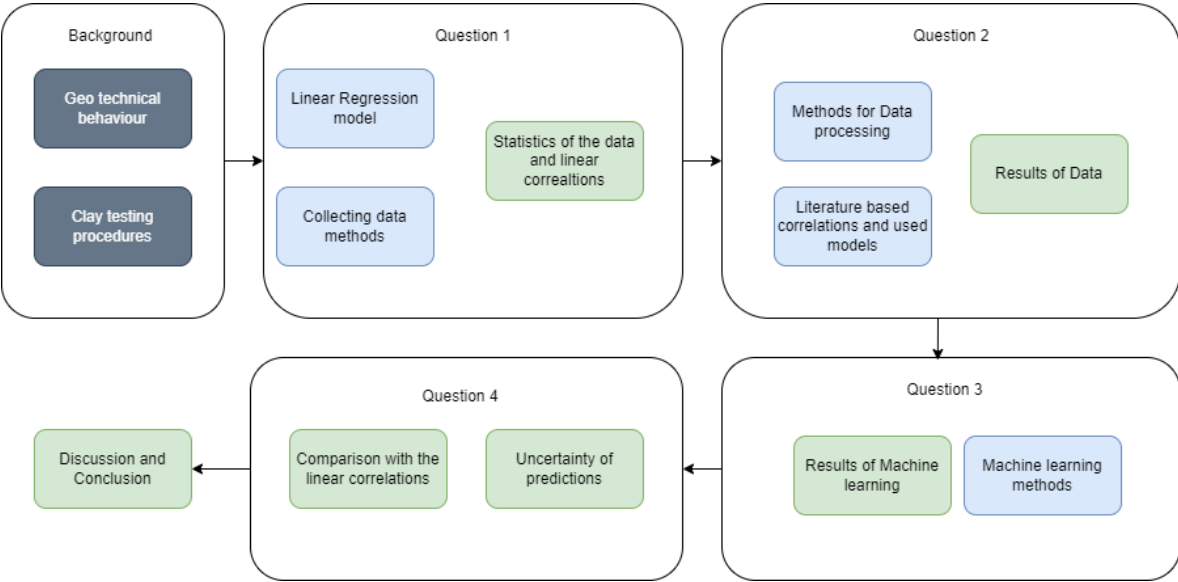 Background
Geo technical
behaviour
Clay testing
procedures
Question 1
Linear Regression
model
Collecting data
methods
Statistics of the data
and linear
correaltions
Question 2
Methods for Data
processing
Literature based
correlations and used
models
Results of Data
Question 3
Results of Machine
learning
Machine learning
methods
Question 4
Comparison with the
linear correlations
Uncertainty of
predictions
Discussion and
Conclusion